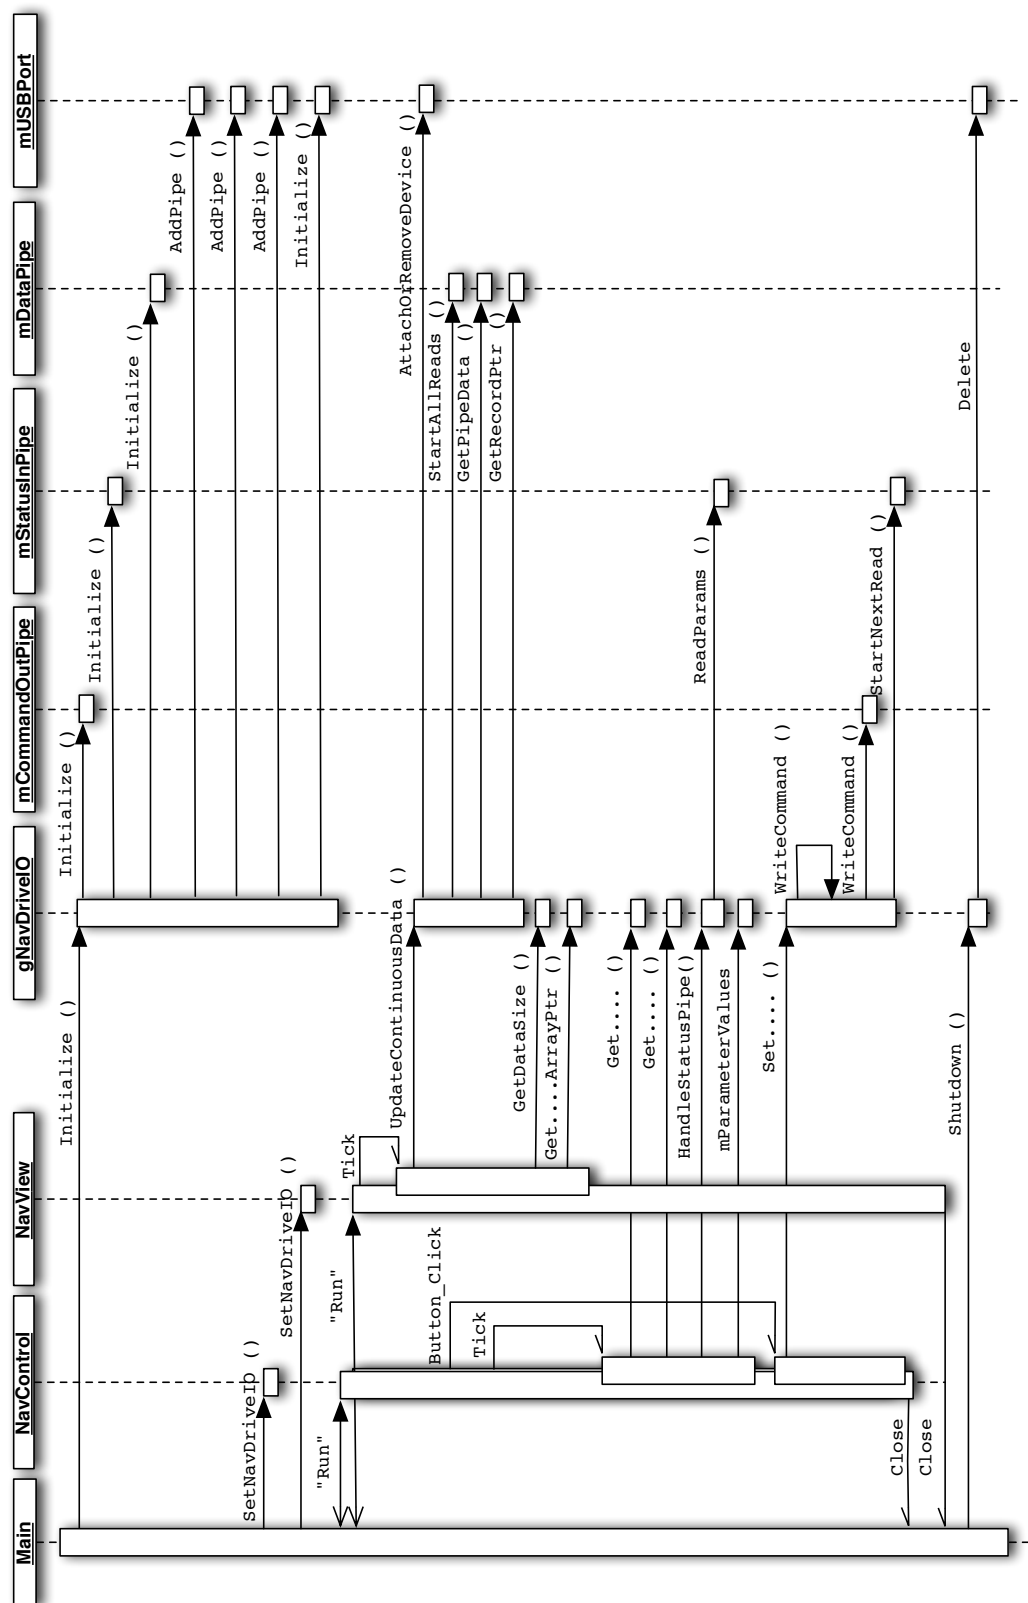 Main
NavControl
NavView
gNavDriveIO
mCommandOutPipe
mStatusInPipe
mDataPipe
mUSBPort
Initialize ()
Initialize ()
Initialize ()
Initialize ()
AddPipe ()
AddPipe ()
AddPipe ()
Initialize ()
SetNavDriveIO ()
SetNavDriveIO ()
"Run"
"Run"
Tick
UpdateContinuousData ()
AttachOrRemoveDevice ()
StartAllReads ()
GetPipeData ()
GetRecordPtr ()
GetDataSize ()
Get....ArrayPtr ()
Button_Click
Tick
Get.... ()
Get.... ()
HandleStatusPipe()
ReadParams ()
mParameterValues
Set.... ()
WriteCommand ()
WriteCommand ()
StartNextRead ()
Close
Close
Shutdown ()
Delete